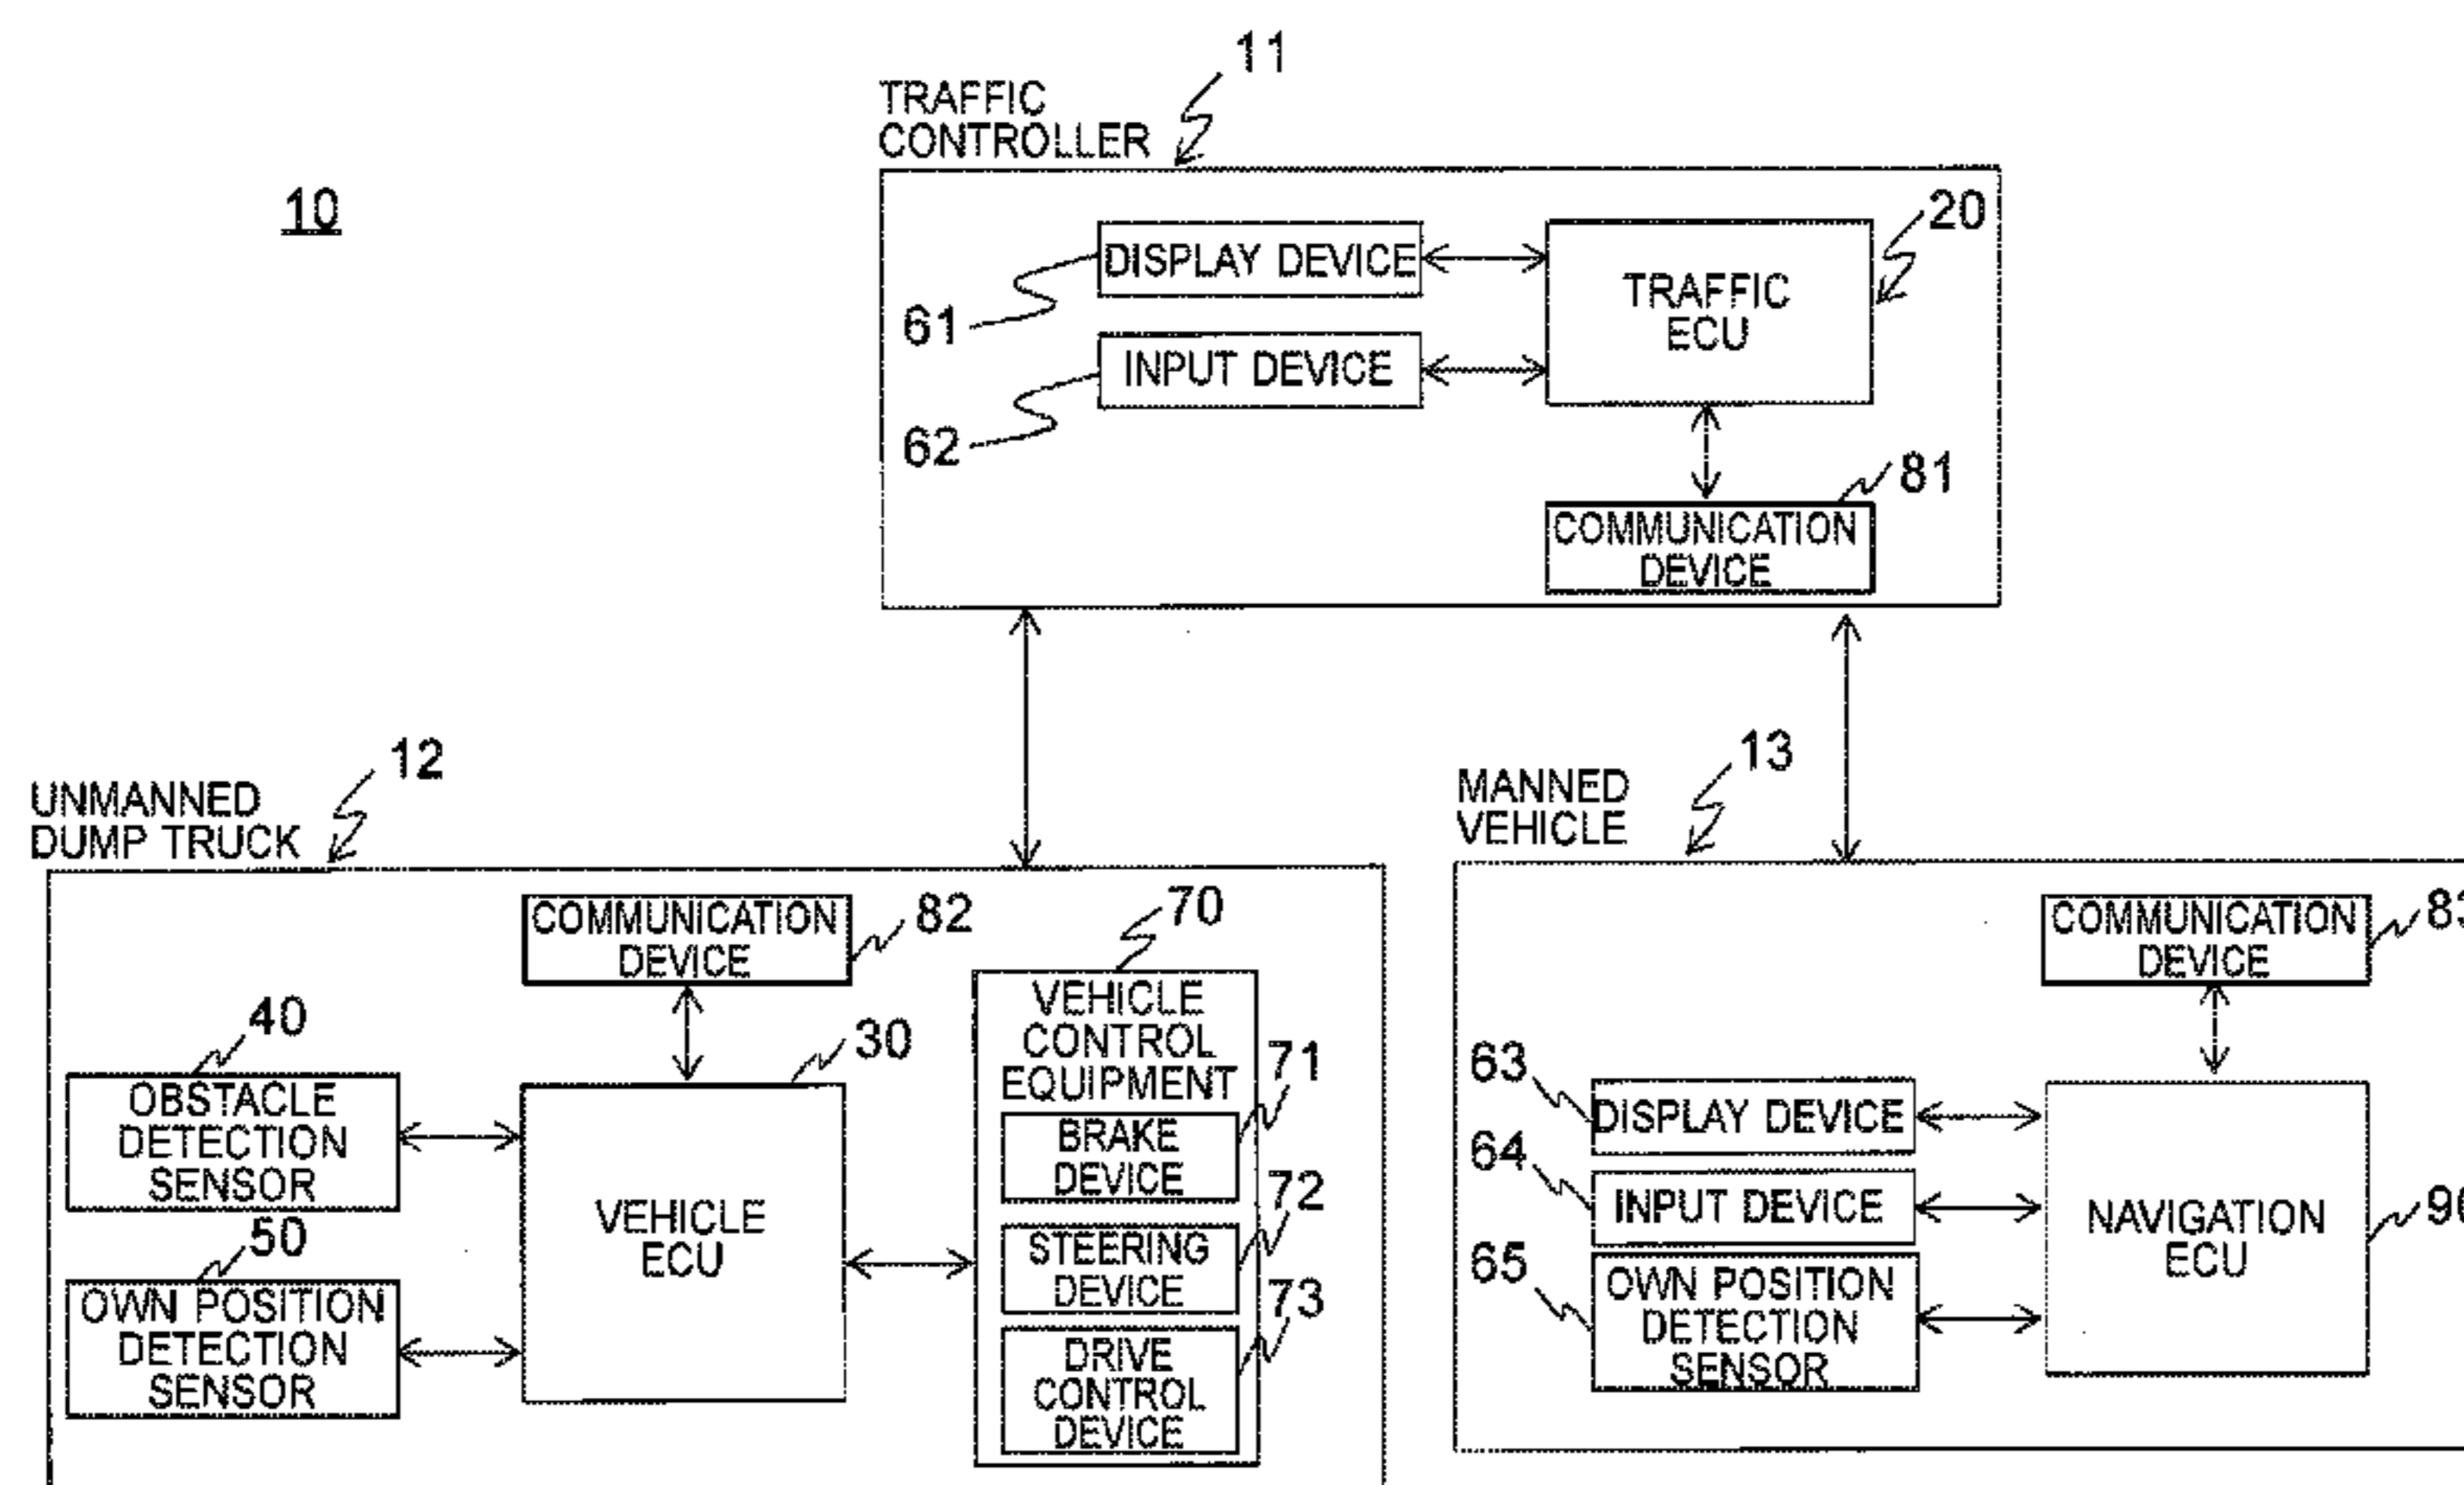 11
TRAFFIC
CONTROLLER
10
20
DISPLAY DEVICE
TRAFFIC
ECU
61
INPUT DEVICE
62
81
COMMUNICATION
DEVICE
12
UNMANNED
DUMP TRUCK
13
MANNED
VEHICLE
COMMUNICATION
DEVICE
82
70
VEHICLE
CONTROL
EQUIPMENT
40
30
71
OBSTACLE
DETECTION
SENSOR
BRAKE
DEVICE
72
VEHICLE
ECU
50
STEERING
DEVICE
73
OWN POSITION
DETECTION
SENSOR
DRIVE
CONTROL
DEVICE
COMMUNICATION
DEVICE
63
DISPLAY DEVICE
64
INPUT DEVICE
NAVIGATION
ECU
65
OWN POSITION
DETECTION
SENSOR